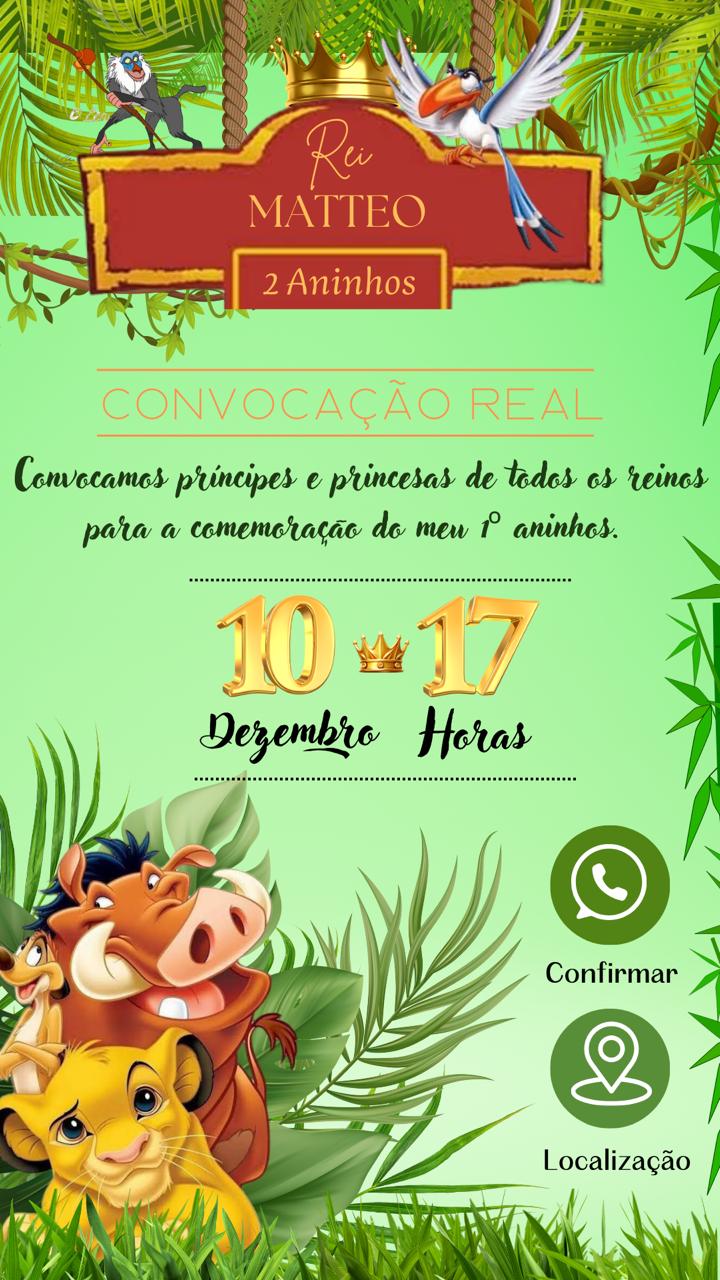 Rei
MATTEO
2 Aninhos
CONVOCAÇÃO REAL
Convocamos príncipes e princesas de todos os reinos
para a comemoração do meu 1º aninhos.
10 17
Dezembro Horas
Confirmar
Localização